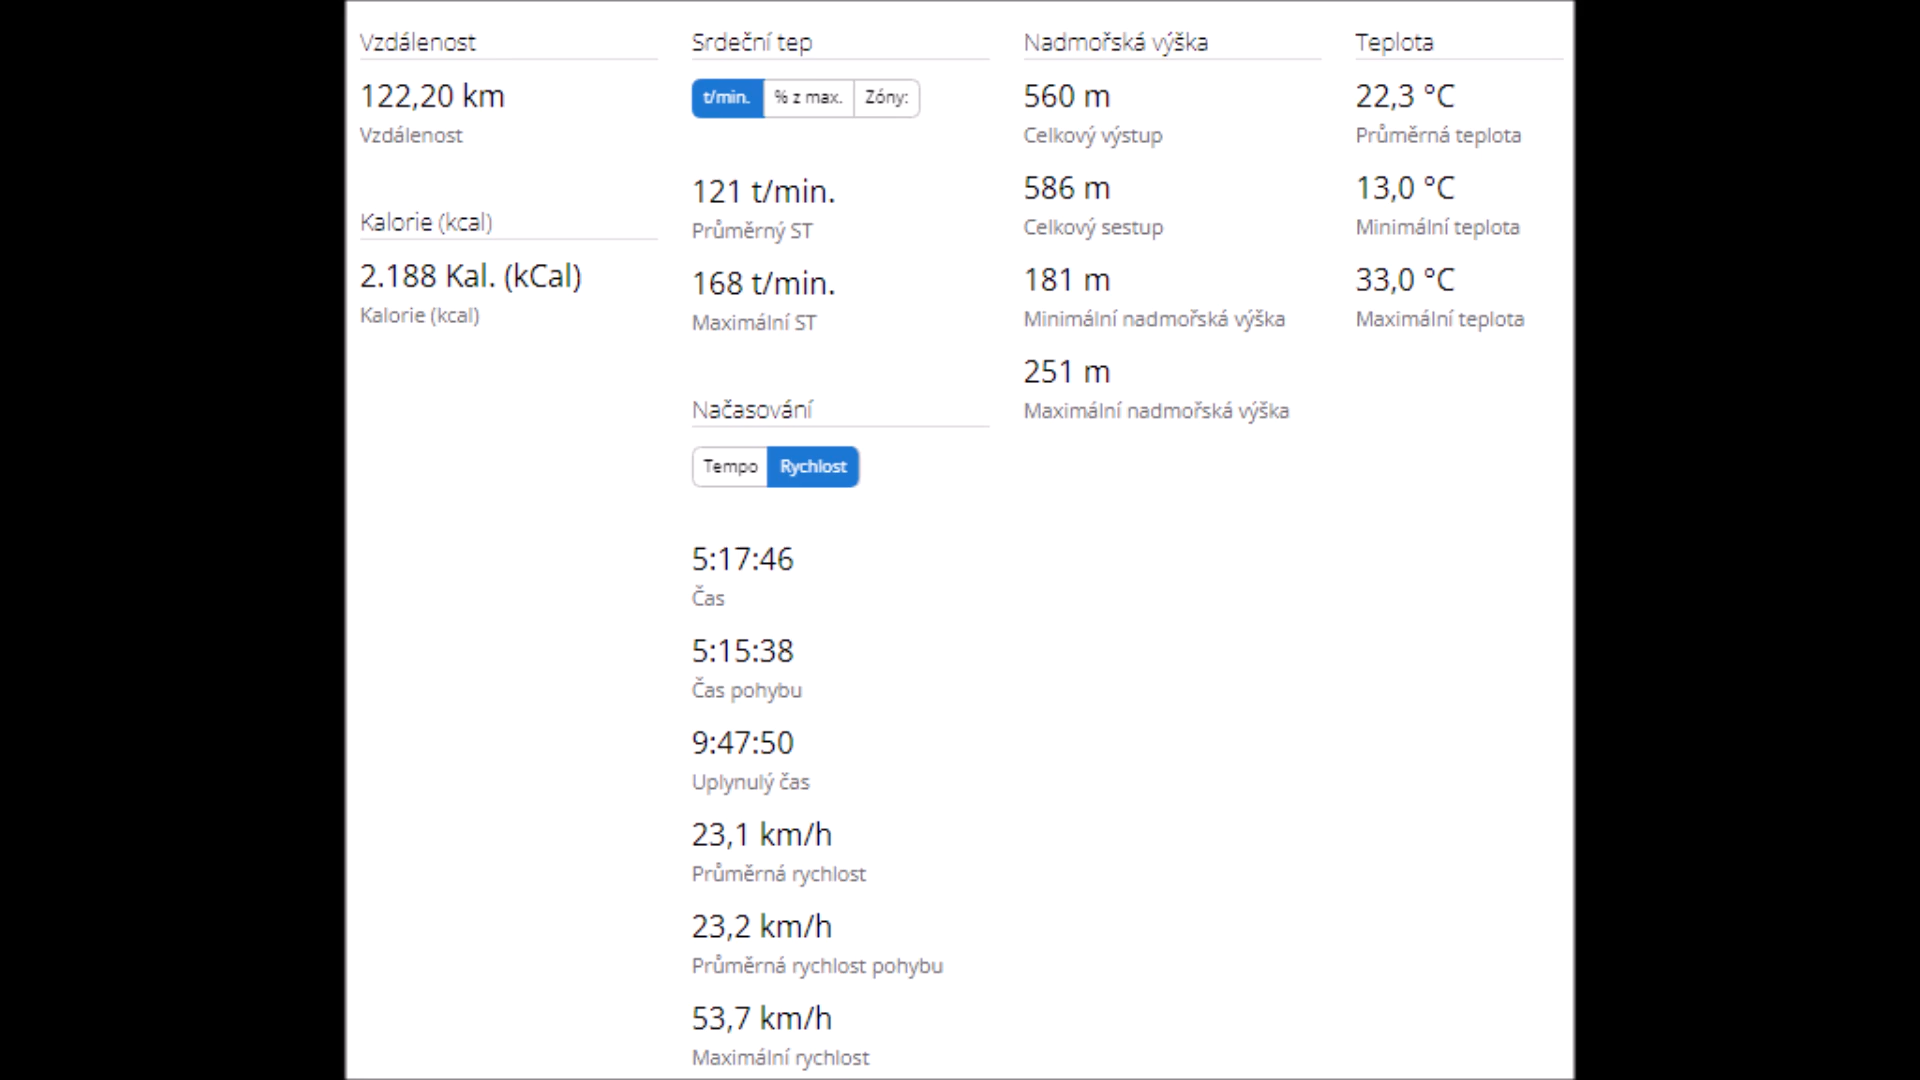 Vzdálenost
122,20 km
Vzdálenost
Kalorie (kcal)
2.188 Kal. (kCal)
Kalorie (kcal)
Srdeční tep
t/min. % z max. Zóny:
121 t/min.
Průměrný ST
168 t/min.
Maximální ST
Načasování
Tempo Rychlost
5:17:46
Čas
5:15:38
Čas pohybu
9:47:50
Uplynulý čas
23,1 km/h
Průměrná rychlost
23,2 km/h
Průměrná rychlost pohybu
53,7 km/h
Maximální rychlost
Nadmořská výška
560 m
Celkový výstup
586 m
Celkový sestup
181 m
Minimální nadmořská výška
251 m
Maximální nadmořská výška
Teplota
22,3 °C
Průměrná teplota
13,0 °C
Minimální teplota
33,0 °C
Maximální teplota